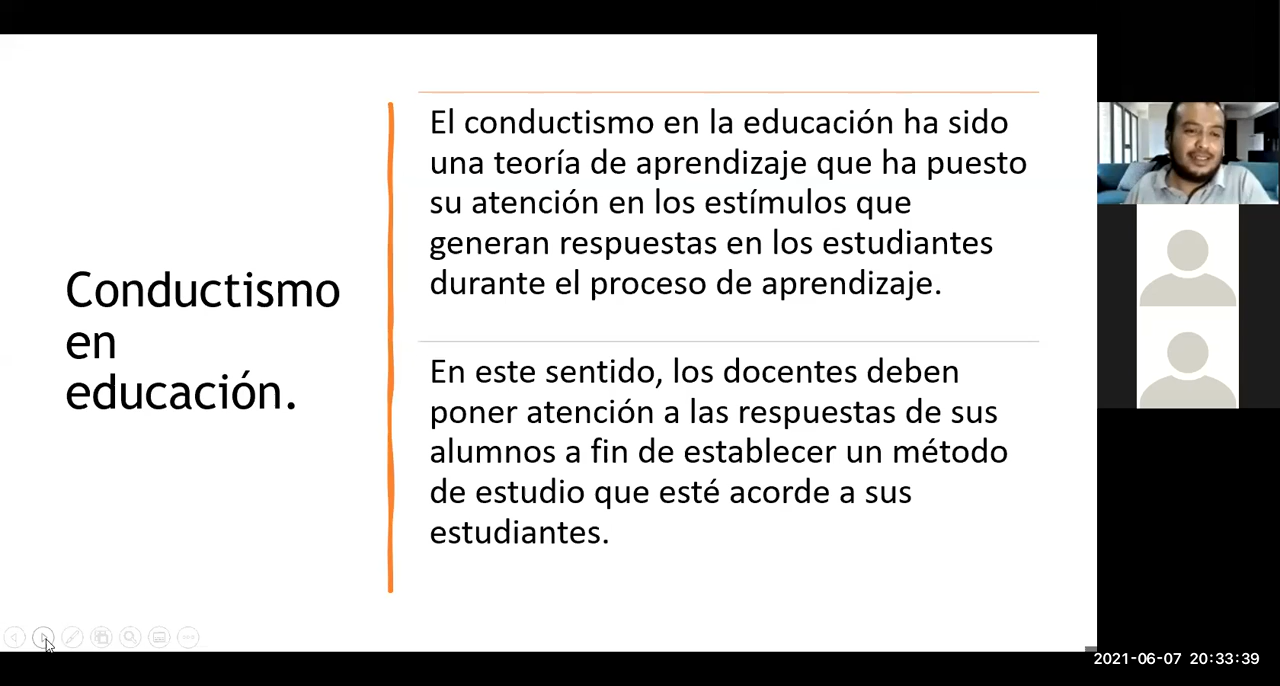 Conductismo
en
educación.
El conductismo en la educación ha sido
una teoría de aprendizaje que ha puesto
su atención en los estímulos que
generan respuestas en los estudiantes
durante el proceso de aprendizaje.
En este sentido, los docentes deben
poner atención a las respuestas de sus
alumnos a fin de establecer un método
de estudio que esté acorde a sus
estudiantes.
2021-06-07 20:33:39